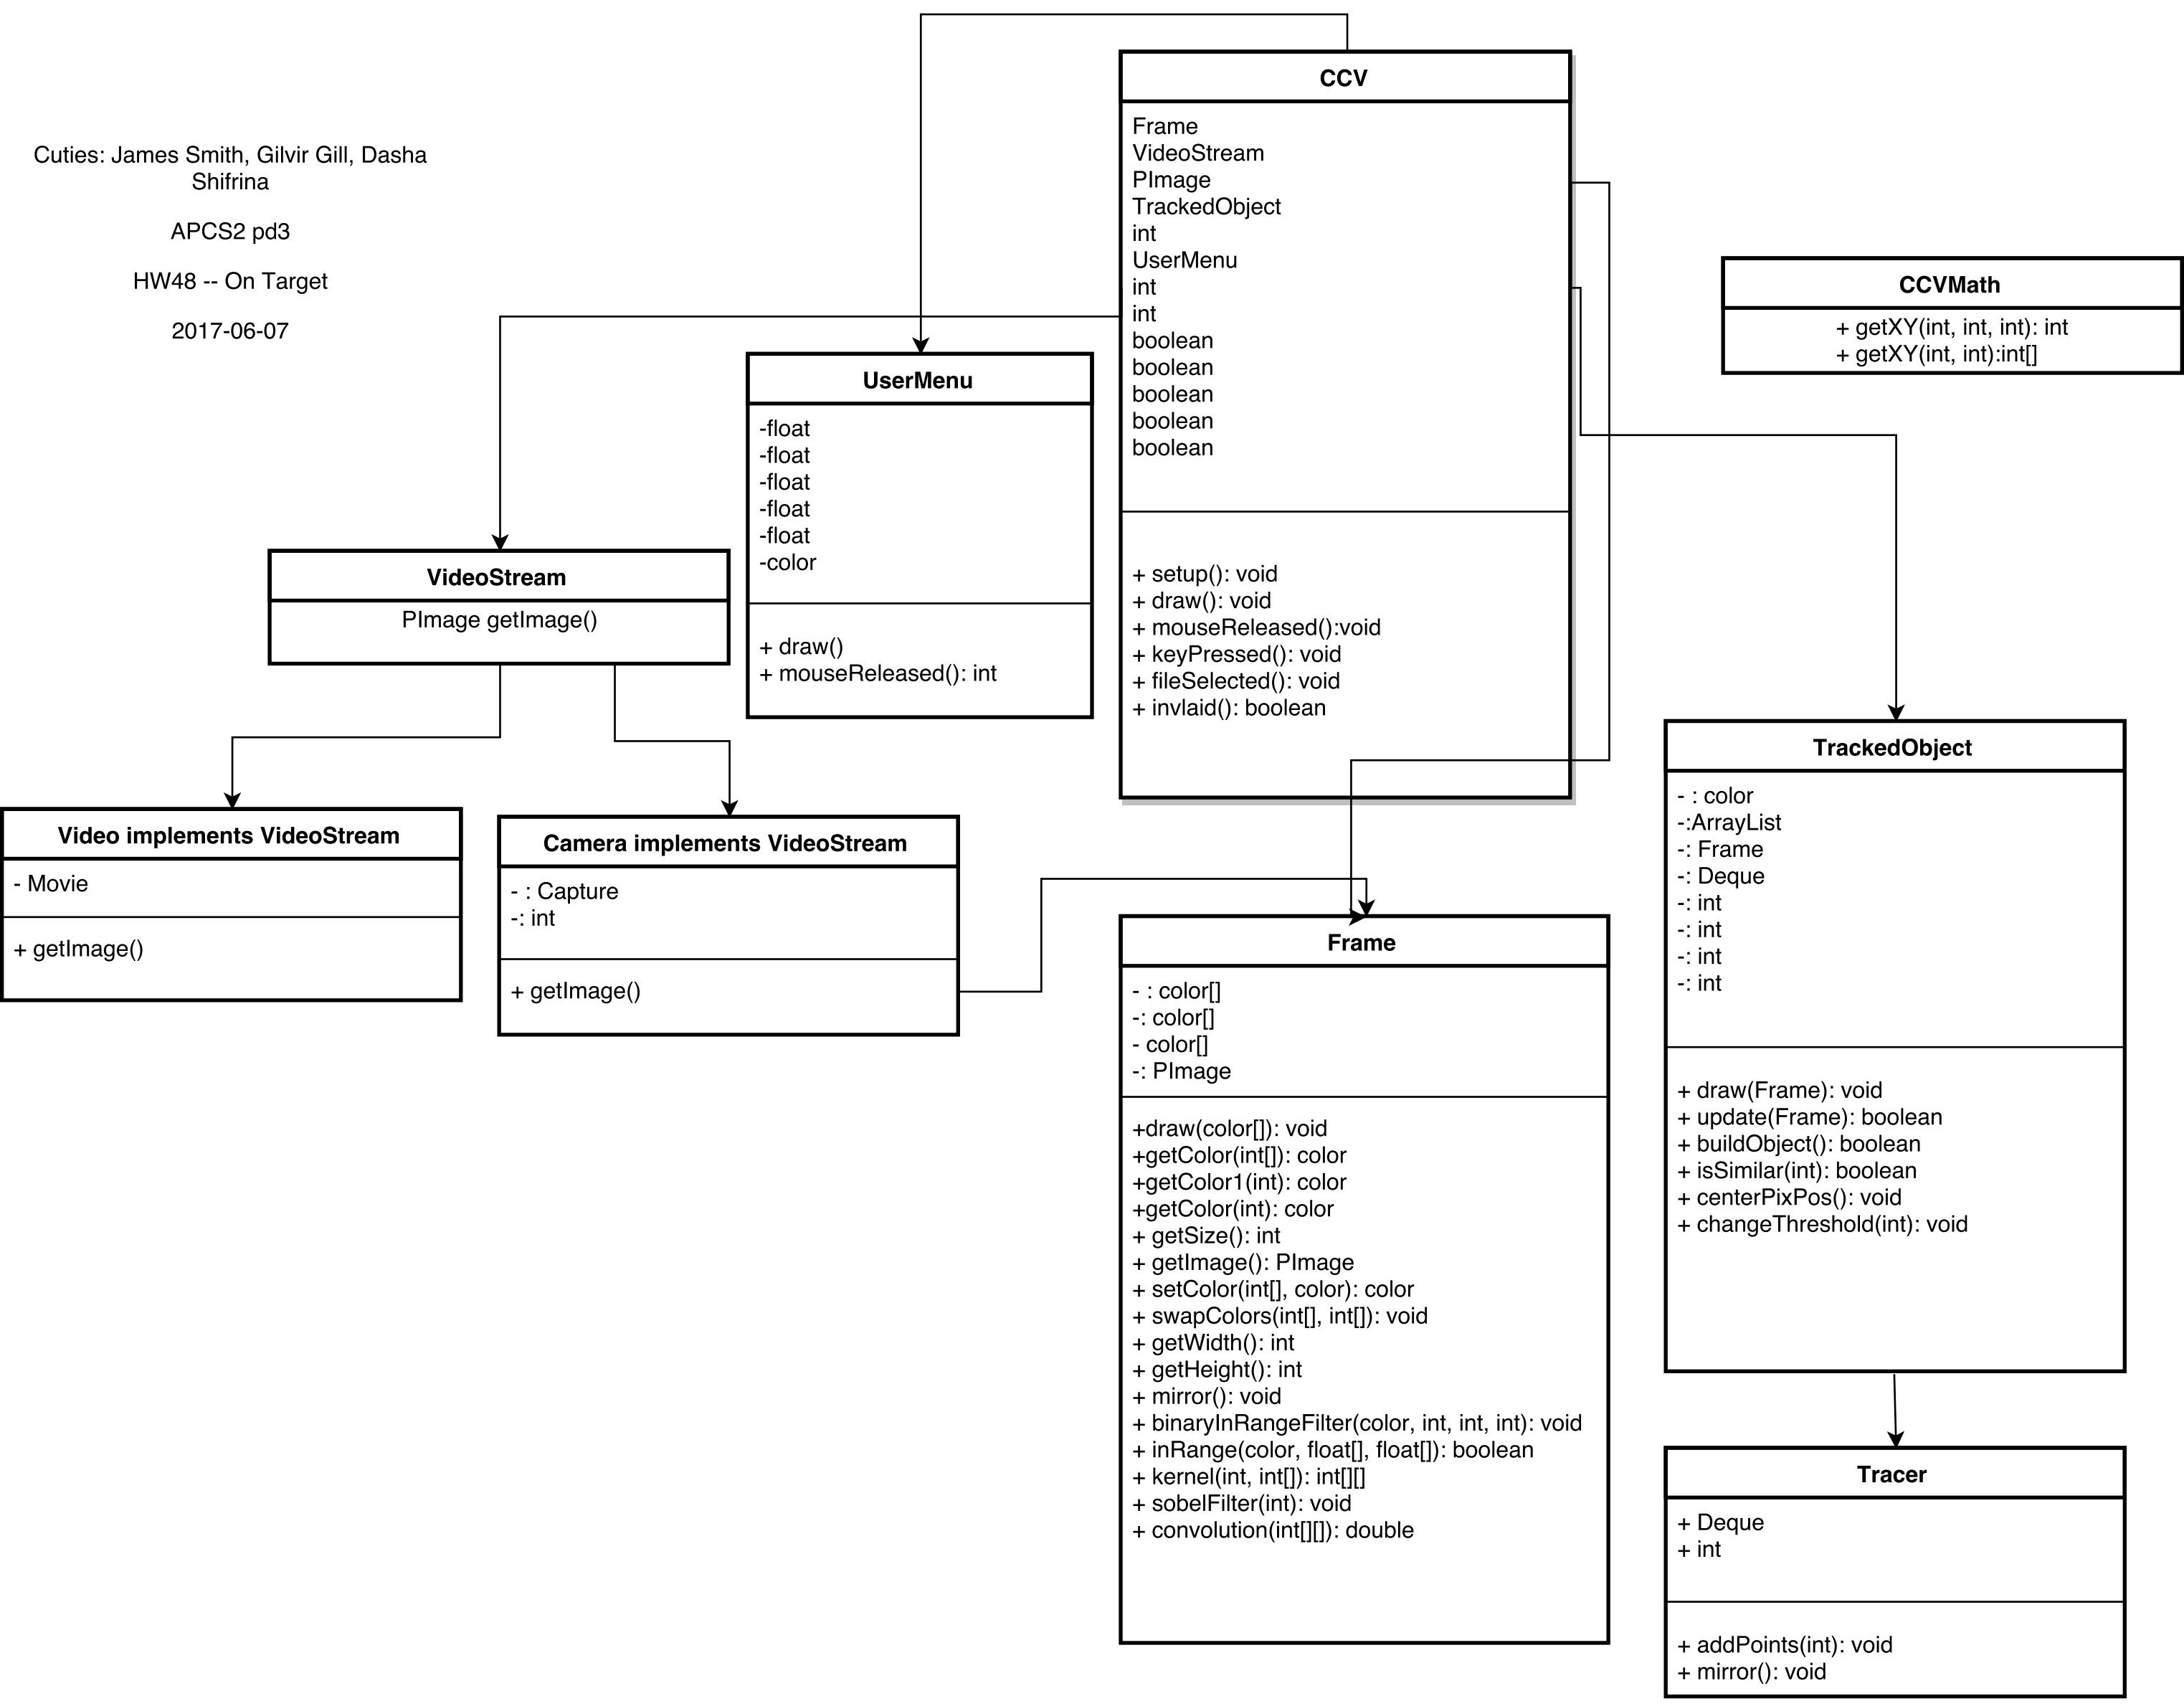 Cuties: James Smith, Gilvir Gill, Dasha
Shifrina
APCS2 pd3
HW48 -- On Target
2017-06-07
CCV
Frame
VideoStream
PImage
TrackedObject
int
UserMenu
int
int
boolean
boolean
boolean
boolean
boolean
+ setup(): void
+ draw(): void
+ mouseReleased():void
+ keyPressed(): void
+ fileSelected(): void
+ invlaid(): boolean
CCVMath
+ getXY(int, int, int): int
+ getXY(int, int):int[]
UserMenu
-float
-float
-float
-float
-float
-color
+ draw()
+ mouseReleased(): int
VideoStream
PImage getImage()
Video implements VideoStream
- Movie
+ getImage()
Camera implements VideoStream
- : Capture
-: int
+ getImage()
Frame
- : color[]
-: color[]
- color[]
-: PImage
+draw(color[]): void
+getColor(int[]): color
+getColor1(int): color
+getColor(int): color
+ getSize(): int
+ getImage(): PImage
+ setColor(int[], color): color
+ swapColors(int[], int[]): void
+ getWidth(): int
+ getHeight(): int
+ mirror(): void
+ binaryInRangeFilter(color, int, int, int): void
+ inRange(color, float[], float[]): boolean
+ kernel(int, int[]): int[][]
+ sobelFilter(int): void
+ convolution(int[][]): double
TrackedObject
- : color
-:ArrayList
-: Frame
-: Deque
-: int
-: int
-: int
-: int
+ draw(Frame): void
+ update(Frame): boolean
+ buildObject(): boolean
+ isSimilar(int): boolean
+ centerPixPos(): void
+ changeThreshold(int): void
Tracer
+ Deque
+ int
+ addPoints(int): void
+ mirror(): void